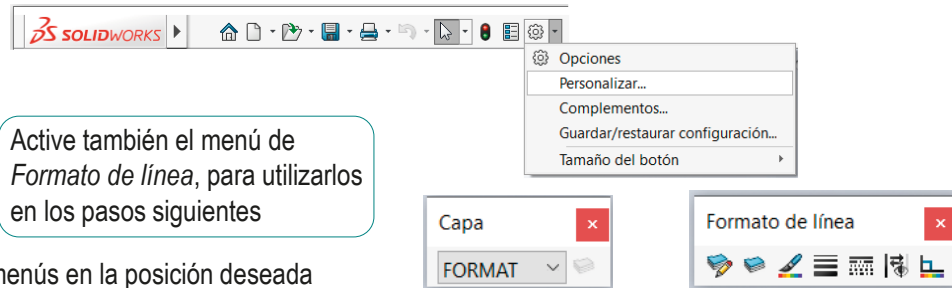 SOLIDWORKS
Opciones
Personalizar...
Complementos...
Guardar/restaurar configuración...
Tamaño del botón
Active también el menú de
Formato de línea, para utilizarlos
en los pasos siguientes
Capa
Formato de línea
FORMAT
menús en la posición deseada